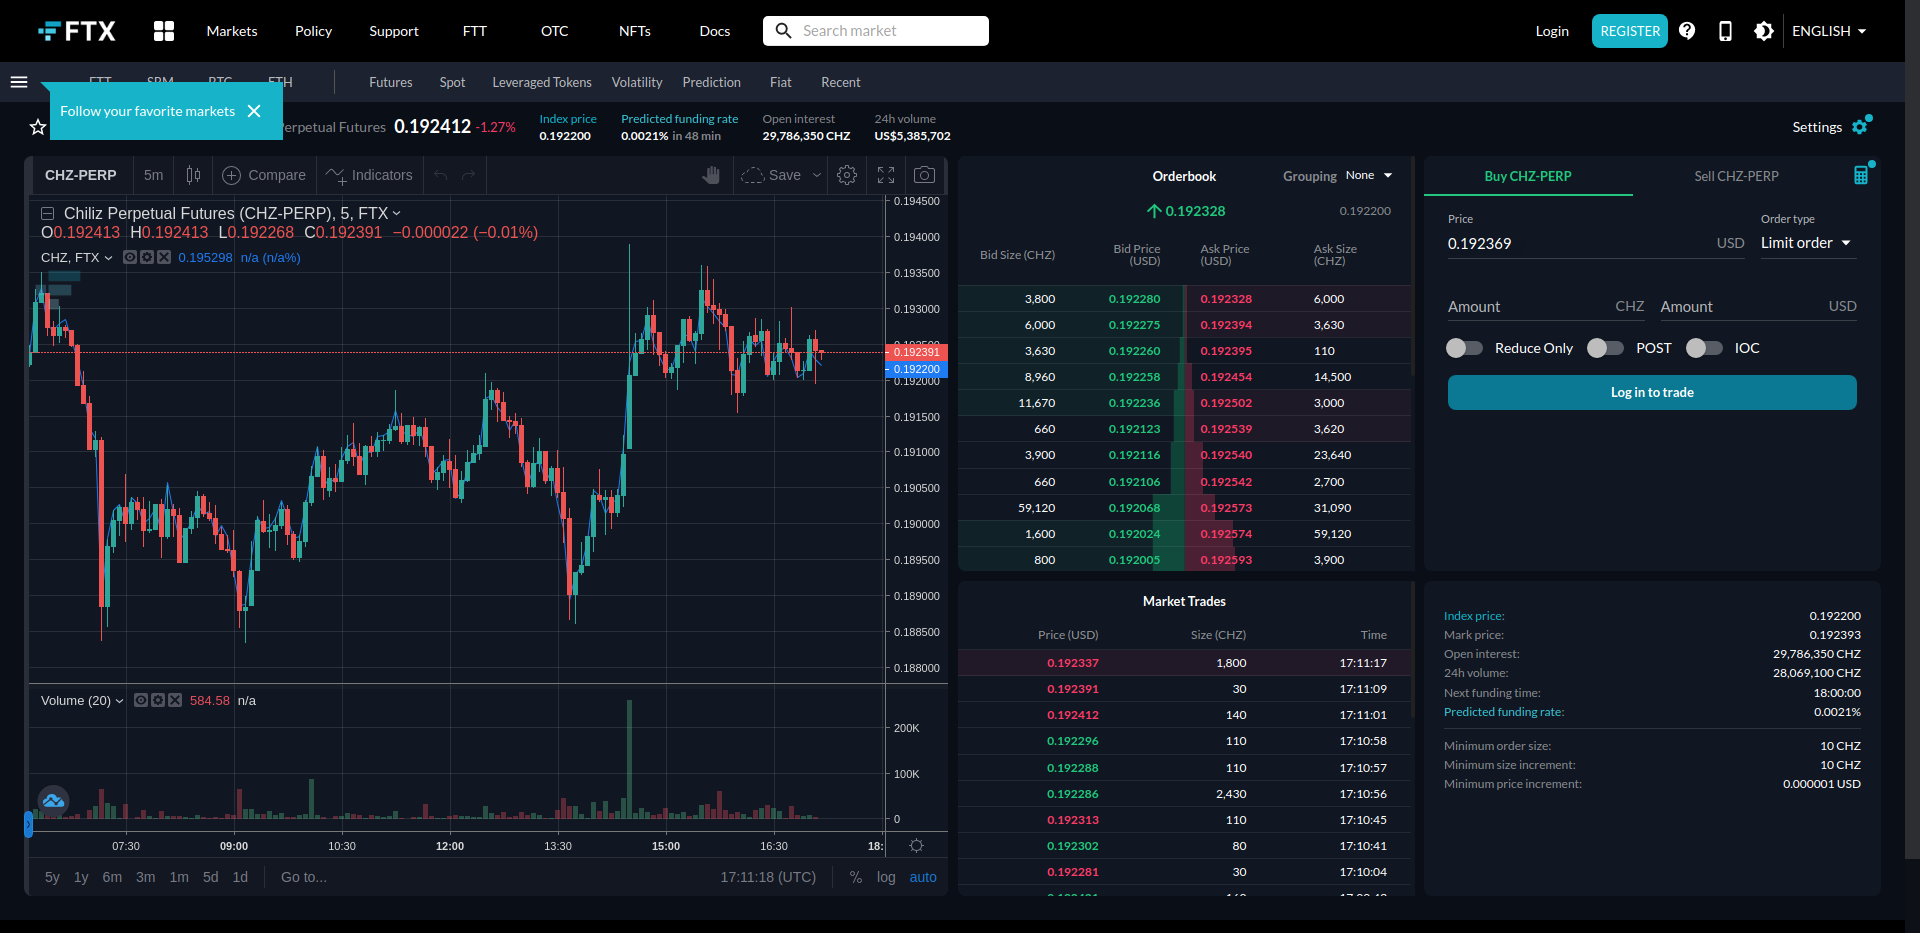 FTX Markets Policy Support FTT OTC NFTs Docs Search market Login REGISTER ENGLISH
Futures Spot Leveraged Tokens Volatility Prediction Fiat Recent
Follow your favorite markets
Perpetual Futures 0.192412 -1.27%
Index price
0.192200
Predicted funding rate
0.0021% in 48 min
Open interest
29,786,350 CHZ
24h volume
US$5,385,702
Settings
CHZ-PERP 5m Compare Indicators Save
Chiliz Perpetual Futures (CHZ-PERP), 5, FTX
O0.192413 H0.192413 L0.192268 C0.192391 −0.000022 (−0.01%)
CHZ, FTX 0.195298 n/a (n/a%)
0.194500
0.194000
0.193500
0.193000
0.192391
0.192200
0.192000
0.191500
0.191000
0.190500
0.190000
0.189500
0.189000
0.188500
0.188000
Volume (20) 584.58 n/a
200K
100K
0
07:30 09:00 10:30 12:00 13:30 15:00 16:30 18:
5y 1y 6m 3m 1m 5d 1d Go to... 17:11:18 (UTC) % log auto
Orderbook Grouping None
0.192328 0.192200
Bid Size (CHZ) Bid Price (USD) Ask Price (USD) Ask Size (CHZ)
3,800 0.192280 0.192328 6,000
6,000 0.192275 0.192394 3,630
3,630 0.192260 0.192395 110
8,960 0.192258 0.192454 14,500
11,670 0.192236 0.192502 3,000
660 0.192123 0.192539 3,620
3,900 0.192116 0.192540 23,640
660 0.192106 0.192542 2,700
59,120 0.192068 0.192573 31,090
1,600 0.192024 0.192574 59,120
800 0.192005 0.192593 3,900
Market Trades
Price (USD) Size (CHZ) Time
0.192337 1,800 17:11:17
0.192391 30 17:11:09
0.192412 140 17:11:01
0.192296 110 17:10:58
0.192288 110 17:10:57
0.192286 2,430 17:10:56
0.192313 110 17:10:45
0.192302 80 17:10:41
0.192281 30 17:10:04
Buy CHZ-PERP Sell CHZ-PERP
Price Order type
0.192369 USD Limit order
Amount CHZ Amount USD
Reduce Only POST IOC
Log in to trade
Index price: 0.192200
Mark price: 0.192393
Open interest: 29,786,350 CHZ
24h volume: 28,069,100 CHZ
Next funding time: 18:00:00
Predicted funding rate: 0.0021%
Minimum order size: 10 CHZ
Minimum size increment: 10 CHZ
Minimum price increment: 0.000001 USD